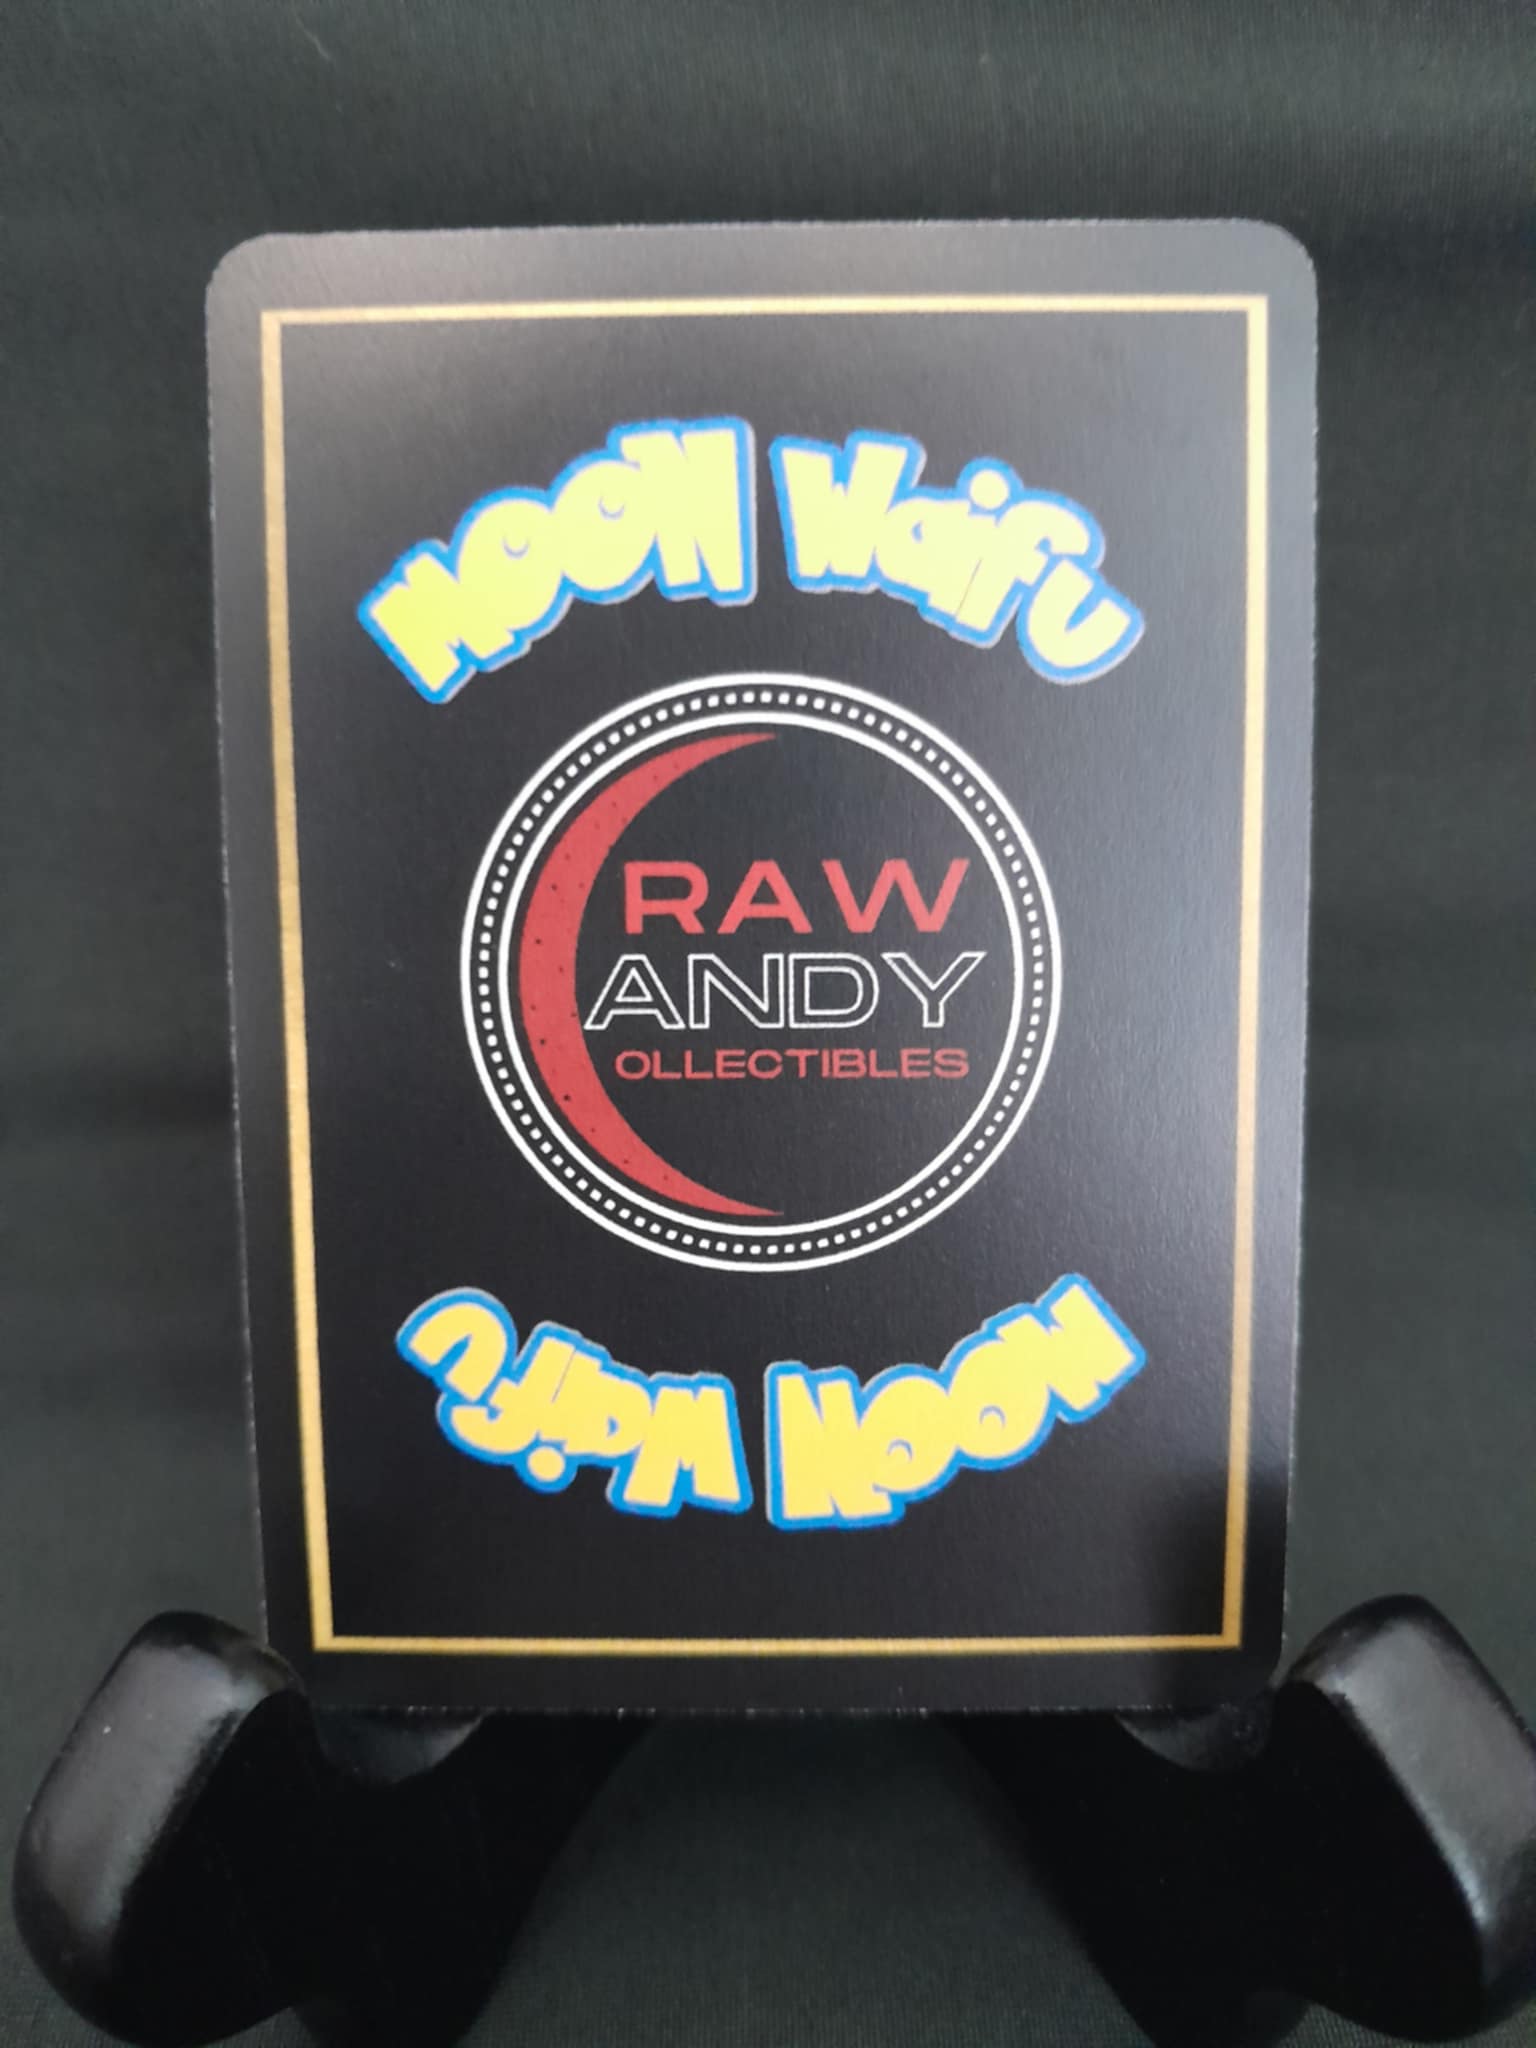 MOON Waifu
RAW
ANDY
OLLECTIBLES
MOON Waifu